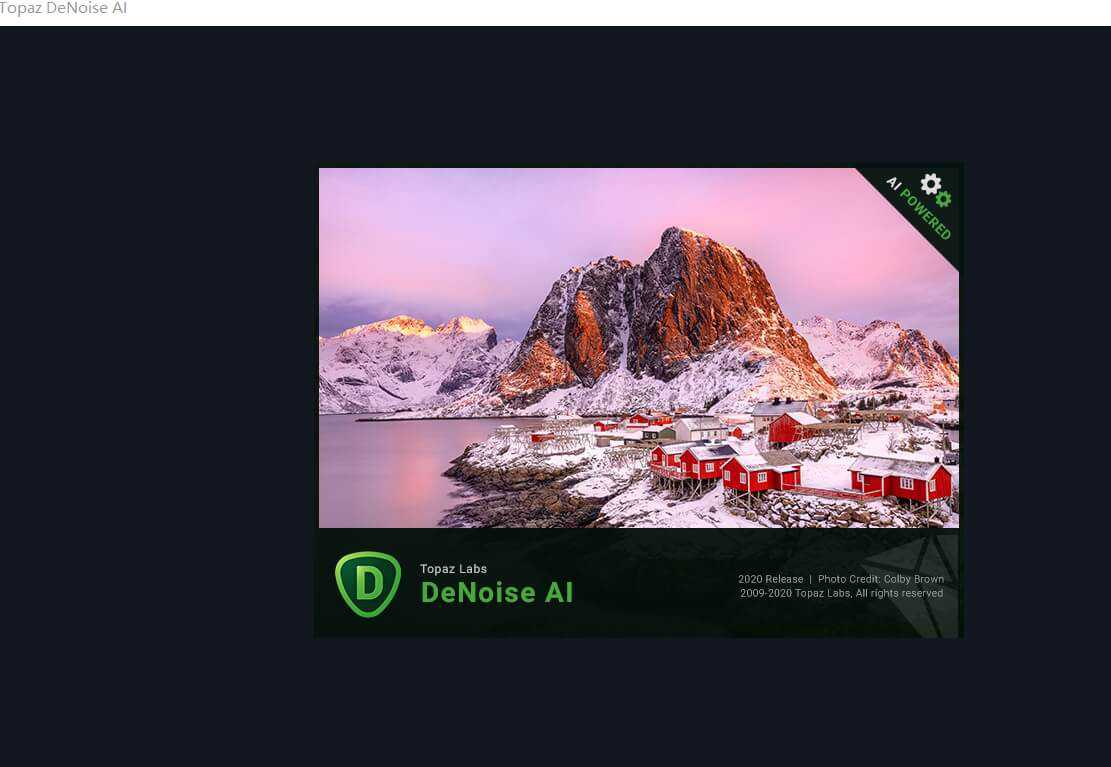 Topaz DeNoise AI
AI POWERED
D
Topaz Labs
DeNoise AI
2020 Release | Photo Credit: Colby Brown
2009-2020 Topaz Labs, All rights reserved